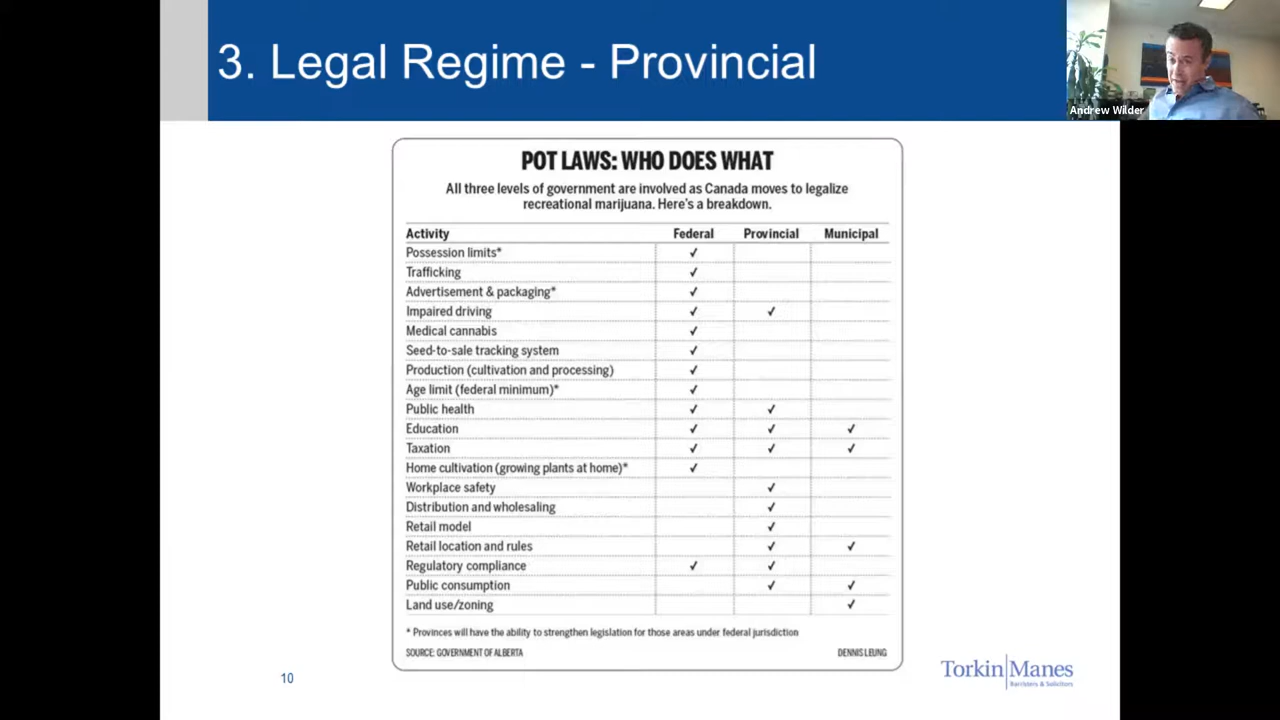 3. Legal Regime - Provincial
Andrew Wilder
POT LAWS: WHO DOES WHAT
All three levels of government are involved as Canada moves to legalize
recreational marijuana. Here's a breakdown.
Activity Federal Provincial Municipal
Possession limits* ✓
Trafficking ✓
Advertisement & packaging* ✓
Impaired driving ✓ ✓
Medical cannabis ✓
Seed-to-sale tracking system ✓
Production (cultivation and processing) ✓
Age limit (federal minimum)* ✓
Public health ✓ ✓
Education ✓ ✓ ✓
Taxation ✓ ✓ ✓
Home cultivation (growing plants at home)* ✓
Workplace safety ✓
Distribution and wholesaling ✓
Retail model ✓
Retail location and rules ✓ ✓
Regulatory compliance ✓ ✓
Public consumption ✓ ✓
Land use/zoning ✓
* Provinces will have the ability to strengthen legislation for those areas under federal jurisdiction
SOURCE: GOVERNMENT OF ALBERTA DENNIS LEUNG
10
Torkin Manes
Barristers & Solicitors